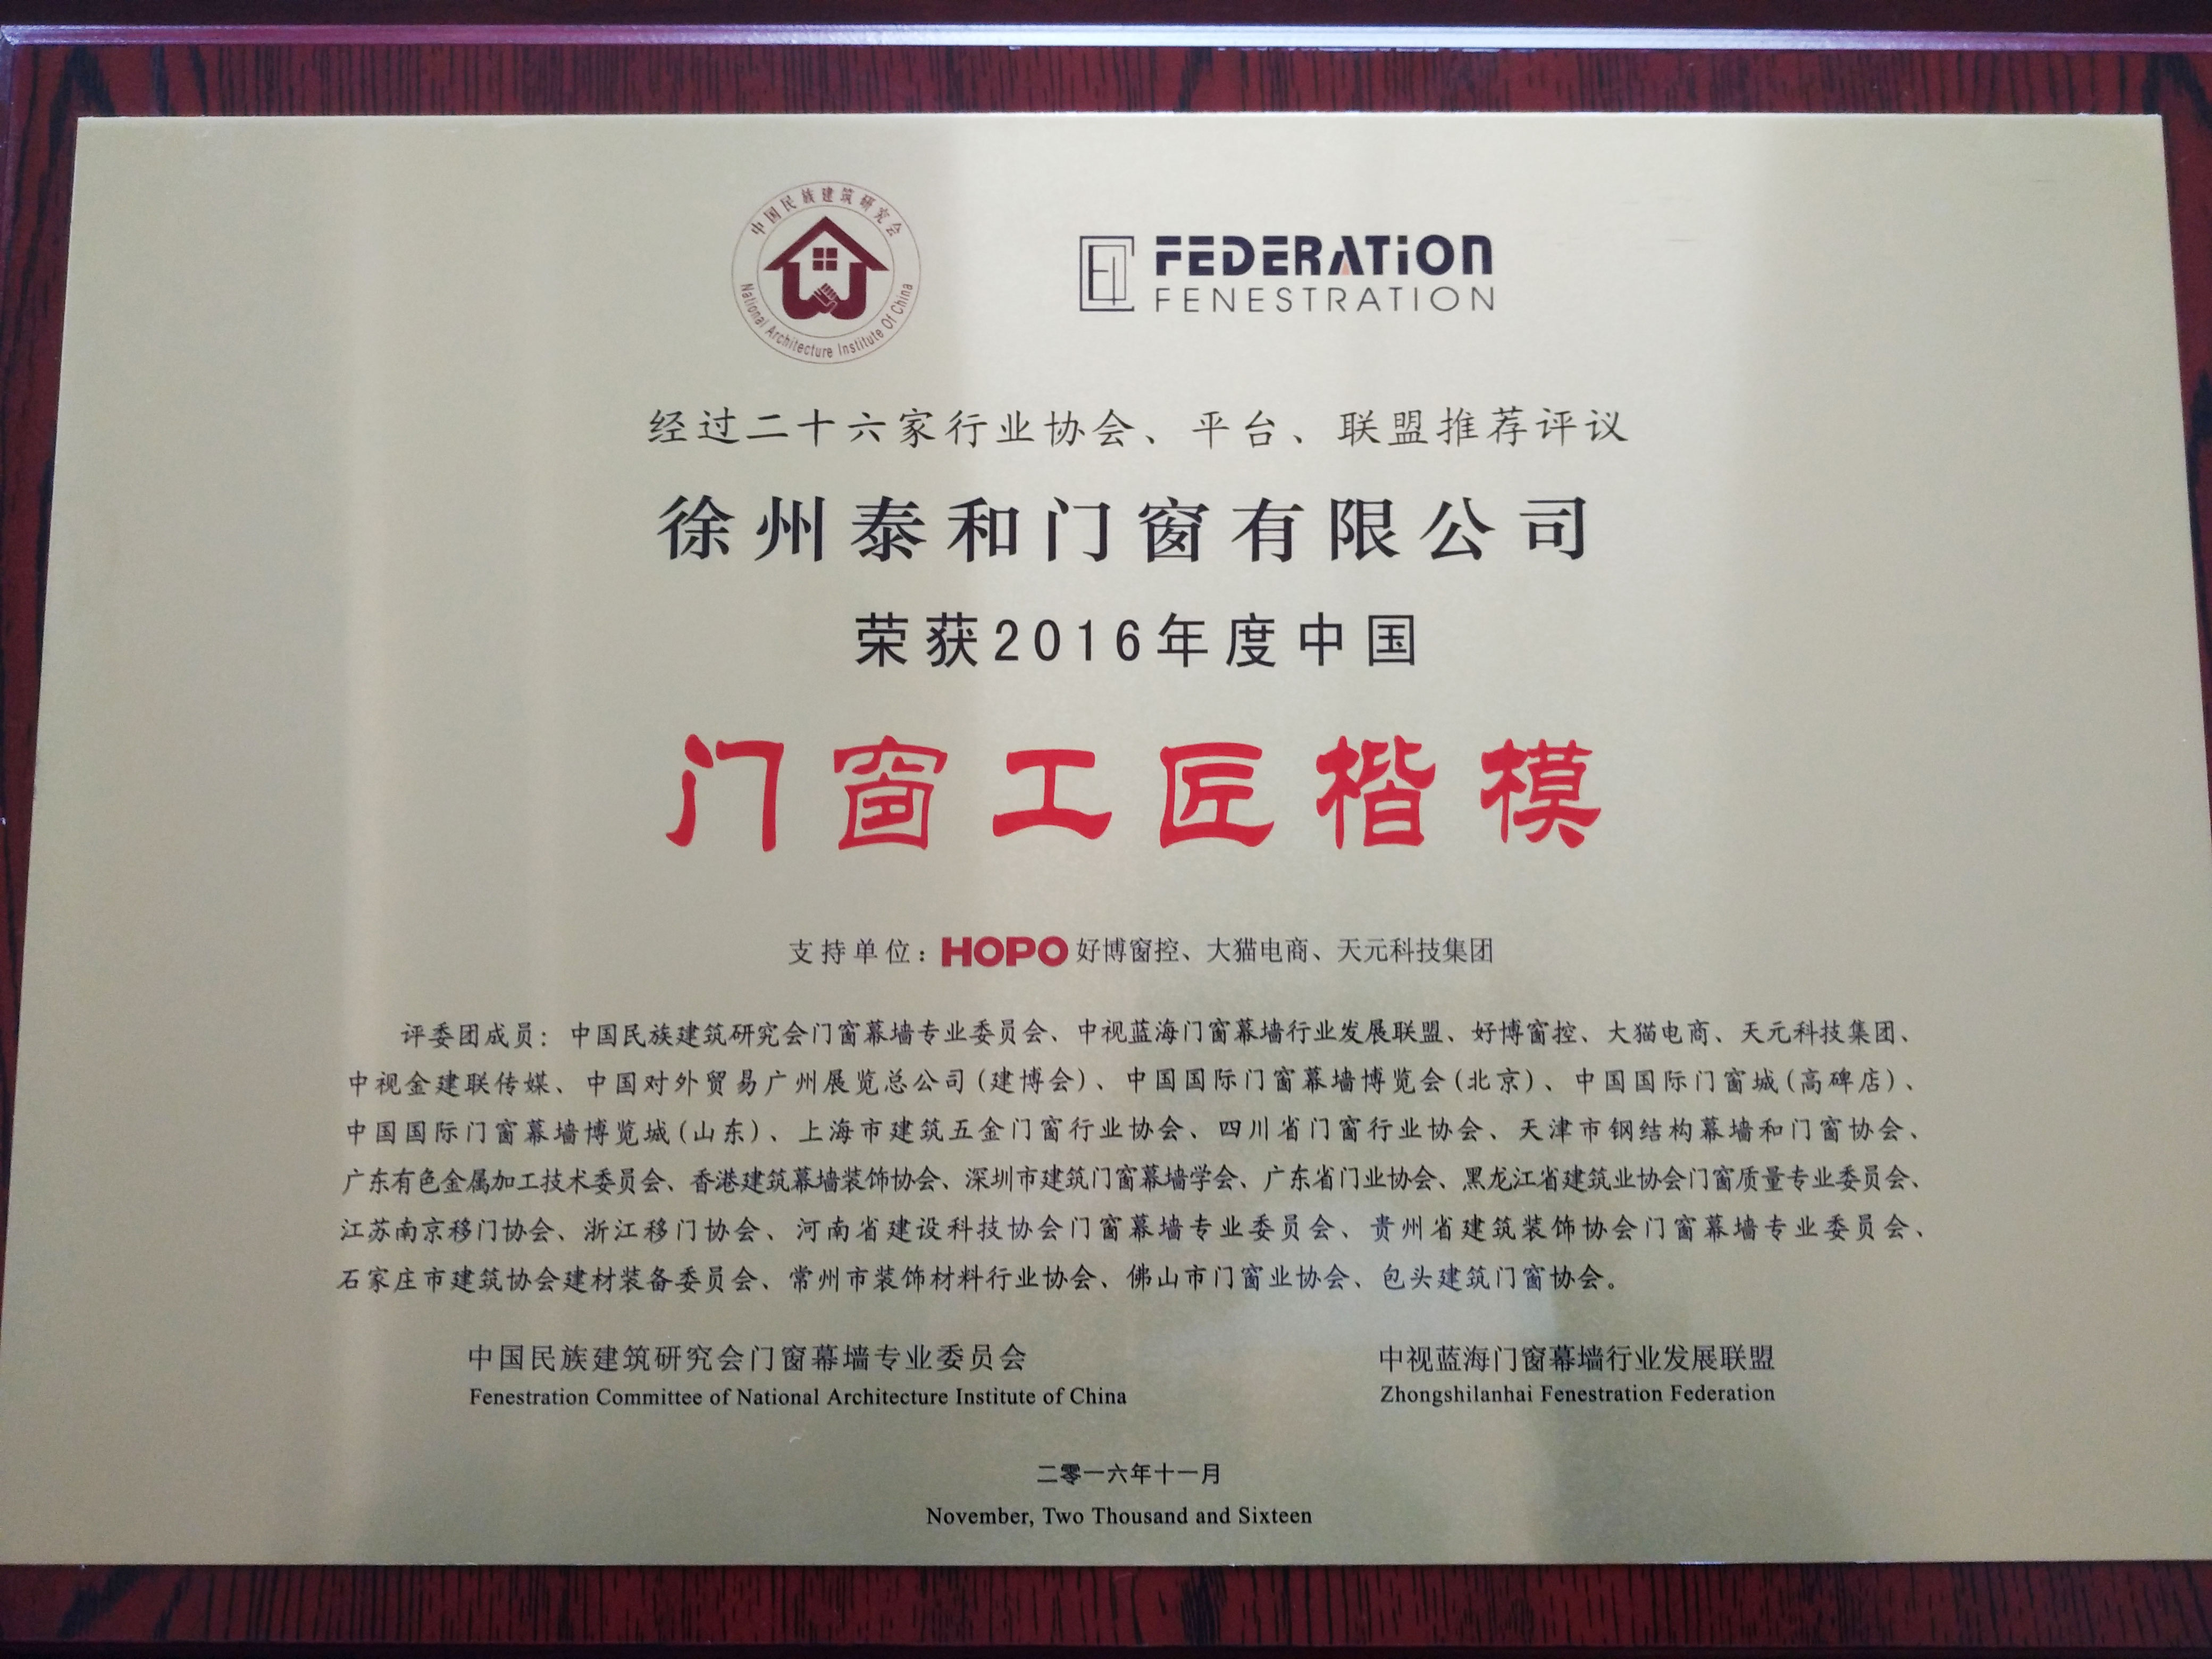 中国民族建筑研究会
National Architecture Institute Of China
FEDERATiOn
FENESTRATION
经过二十六家行业协会、平台、联盟推荐评议
徐州泰和门窗有限公司
荣获2016年度中国
门窗工匠楷模
支持单位：HOPO 好博窗控、大猫电商、天元科技集团
评委团成员：中国民族建筑研究会门窗幕墙专业委员会、中视蓝海门窗幕墙行业发展联盟、好博窗控、大猫电商、天元科技集团、
中视金建联传媒、中国对外贸易广州展览总公司(建博会)、中国国际门窗幕墙博览会(北京)、中国国际门窗城(高碑店)、
中国国际门窗幕墙博览城(山东)、上海市建筑五金门窗行业协会、四川省门窗行业协会、天津市钢结构幕墙和门窗协会、
广东有色金属加工技术委员会、香港建筑幕墙装饰协会、深圳市建筑门窗幕墙学会、广东省门业协会、黑龙江省建筑业协会门窗质量专业委员会、
江苏南京移门协会、浙江移门协会、河南省建设科技协会门窗幕墙专业委员会、贵州省建筑装饰协会门窗幕墙专业委员会、
石家庄市建筑协会建材装备委员会、常州市装饰材料行业协会、佛山市门窗业协会、包头建筑门窗协会。
中国民族建筑研究会门窗幕墙专业委员会
Fenestration Committee of National Architecture Institute of China
中视蓝海门窗幕墙行业发展联盟
Zhongshilanhai Fenestration Federation
二零一六年十一月
November, Two Thousand and Sixteen